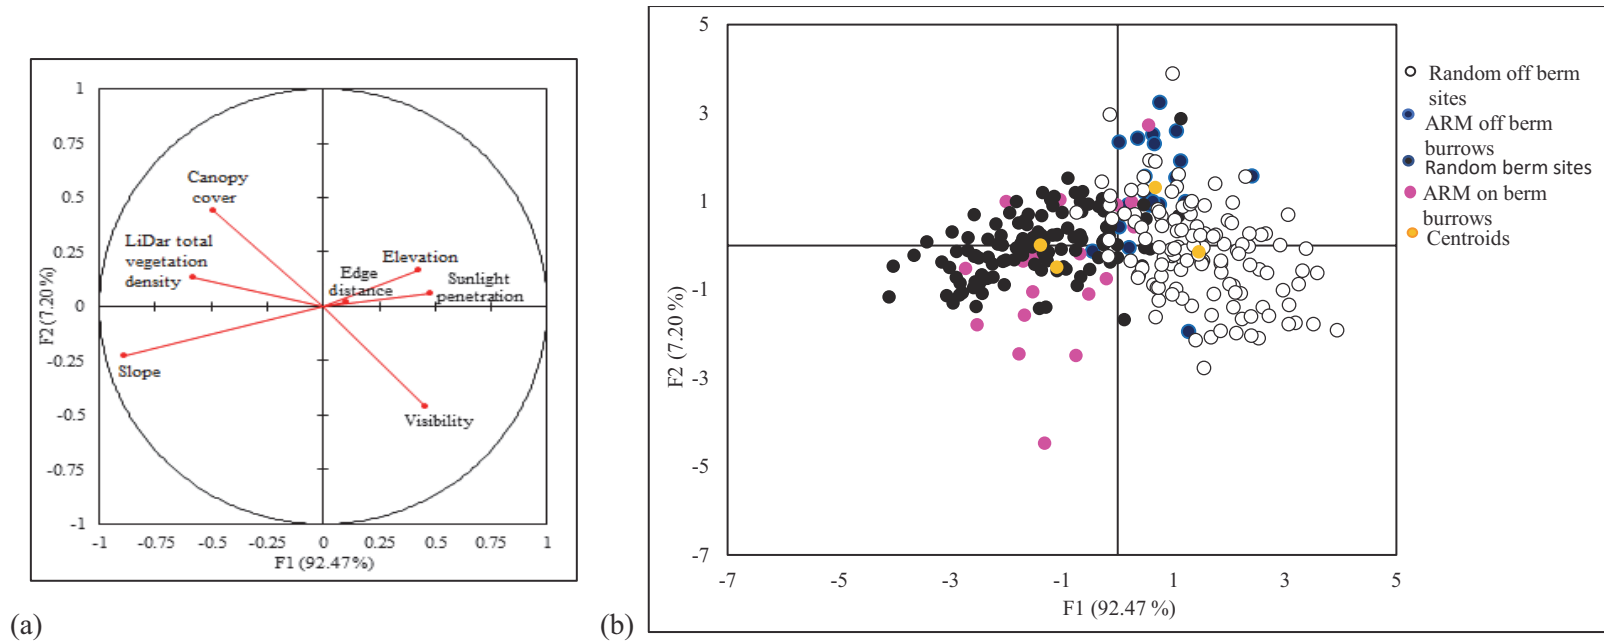 1
0.75
0.5
0.25
0
-0.25
-0.5
-0.75
-1
F2 (7.20 %)
Canopy
cover
LiDar total
vegetation
density
Slope
Elevation
Edge
distance
Sunlight
penetration
Visibility
-1 -0.75 -0.5 -0.25 0 0.25 0.5 0.75 1
F1 (92.47%)
(a)
5
3
1
-1
-3
-5
-7
F2 (7.20 %)
-7 -5 -3 -1 1 3 5
F1 (92.47 %)
Random off berm
sites
ARM off berm
burrows
Random berm sites
ARM on berm
burrows
Centroids
(b)